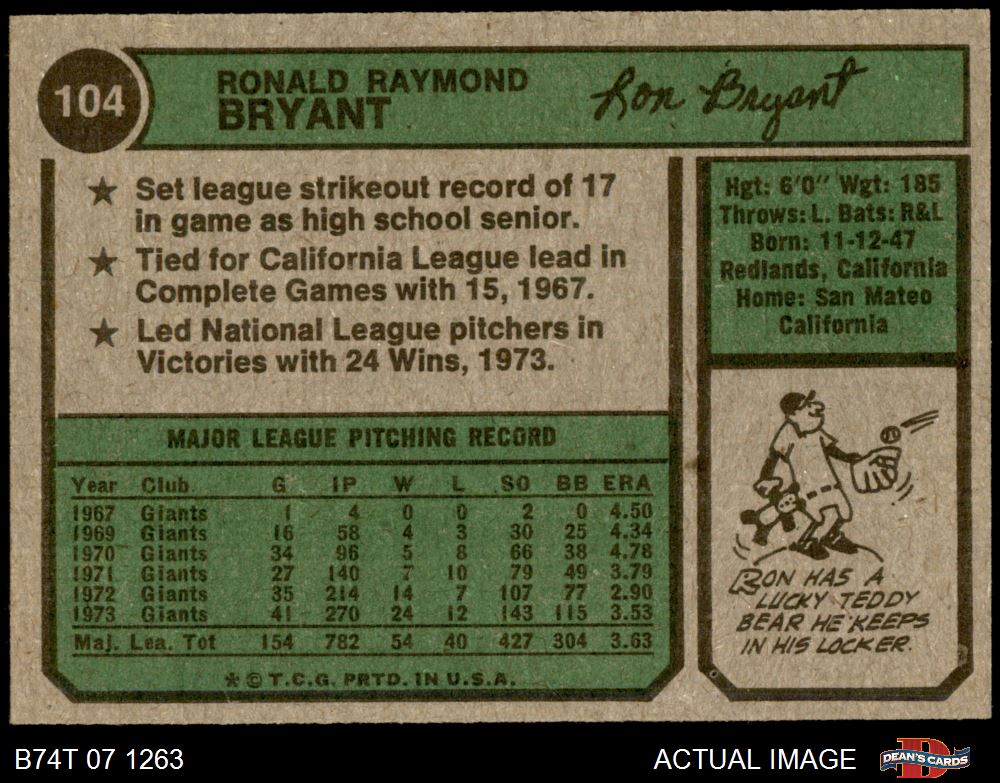 104
RONALD RAYMOND
BRYANT
Ron Bryant
★ Set league strikeout record of 17
in game as high school senior.
★ Tied for California League lead in
Complete Games with 15, 1967.
★ Led National League pitchers in
Victories with 24 Wins, 1973.
Hgt: 6'0" Wgt: 185
Throws: L. Bats: R&L
Born: 11-12-47
Redlands, California
Home: San Mateo
California
MAJOR LEAGUE PITCHING RECORD
Year Club G IP W L SO BB ERA
1967 Giants 1 4 0 0 2 0 4.50
1969 Giants 16 58 4 3 30 25 4.34
1970 Giants 34 96 5 8 66 38 4.78
1971 Giants 27 140 7 10 79 49 3.79
1972 Giants 35 214 14 7 107 77 2.90
1973 Giants 41 270 24 12 143 115 3.53
Maj. Lea. Tot 154 782 54 40 427 304 3.63
* © T.C.G. PRTD. IN U.S.A.
RON HAS A
LUCKY TEDDY
BEAR HE KEEPS
IN HIS LOCKER.
B74T 07 1263
ACTUAL IMAGE
DEAN'S CARDS